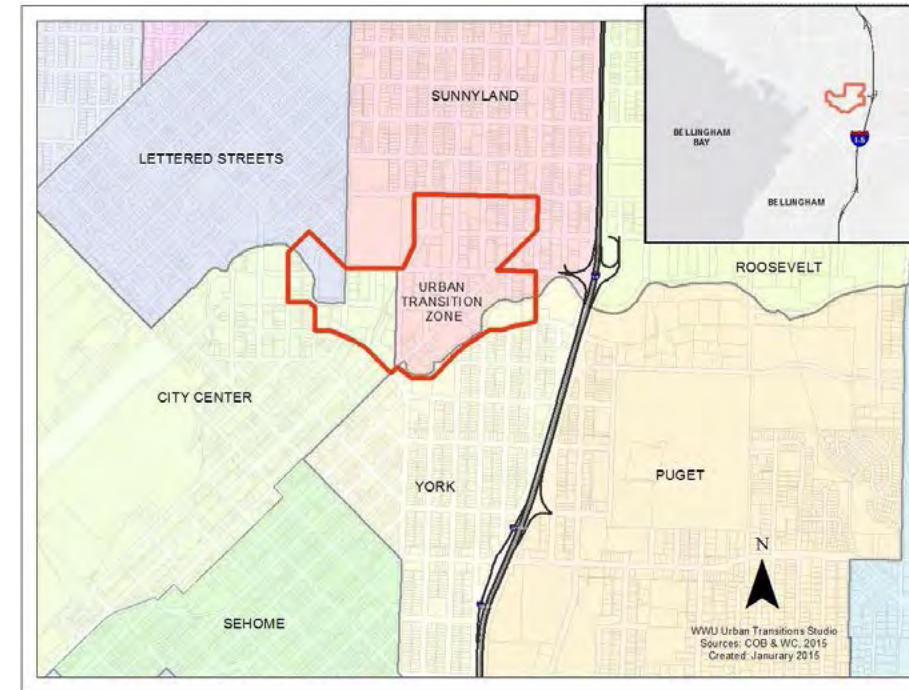 SUNNYLAND
LETTERED STREETS
BELLINGHAM
BAY
I-5
BELLINGHAM
ROOSEVELT
URBAN
TRANSITION
ZONE
CITY CENTER
YORK
PUGET
SEHOME
N
WWU Urban Transitions Studio
Sources: COB & WC, 2015
Created: Janurary 2015